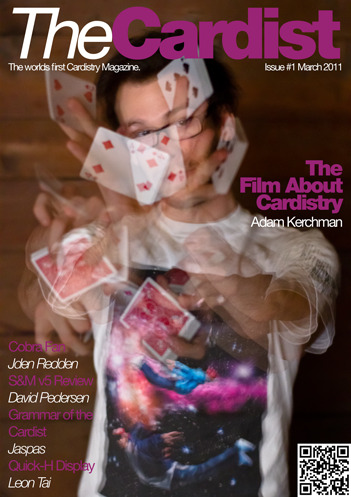 TheCardist
The worlds first Cardistry Magazine.
Issue #1 March 2011
The
Film About
Cardistry
Adam Kerchman
Cobra Fan
Jden Redden
S&M v5 Review
David Pedersen
Grammar of the
Cardist
Jaspas
Quick-H Display
Leon Tai